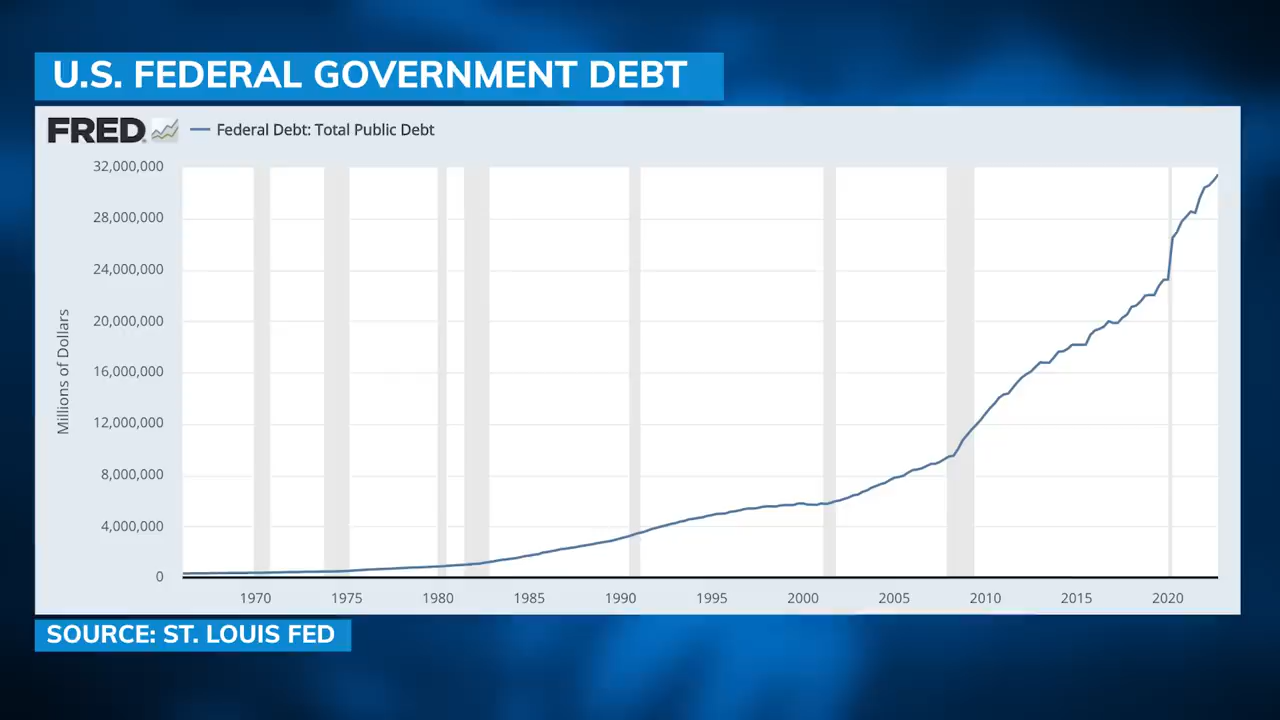 U.S. FEDERAL GOVERNMENT DEBT
FRED
Federal Debt: Total Public Debt
32,000,000
28,000,000
24,000,000
20,000,000
16,000,000
12,000,000
8,000,000
4,000,000
0
Millions of Dollars
1970 1975 1980 1985 1990 1995 2000 2005 2010 2015 2020
SOURCE: ST. LOUIS FED